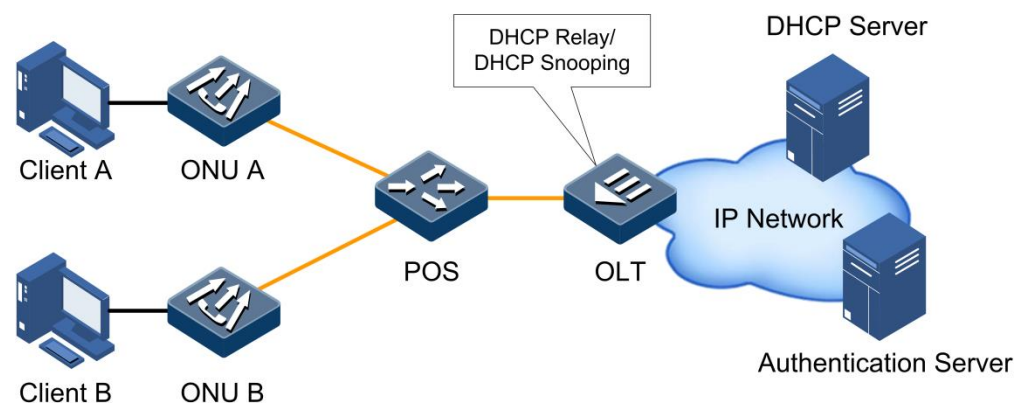 DHCP Relay/
DHCP Snooping
DHCP Server
Client A
ONU A
POS
OLT
IP Network
Client B
ONU B
Authentication Server